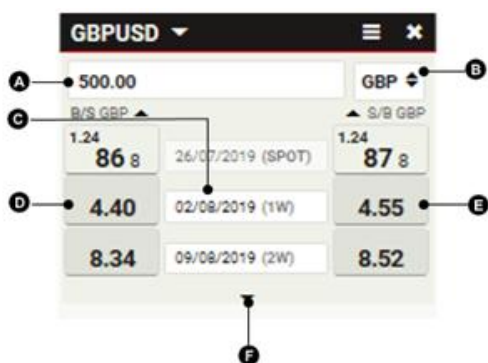 GBPUSD
A 500.00 GBP B
C B/S GBP S/B GBP
1.24 86 8 26/07/2019 (SPOT) 1.24 87 8
D 4.40 02/08/2019 (1W) 4.55 E
8.34 09/08/2019 (2W) 8.52
F